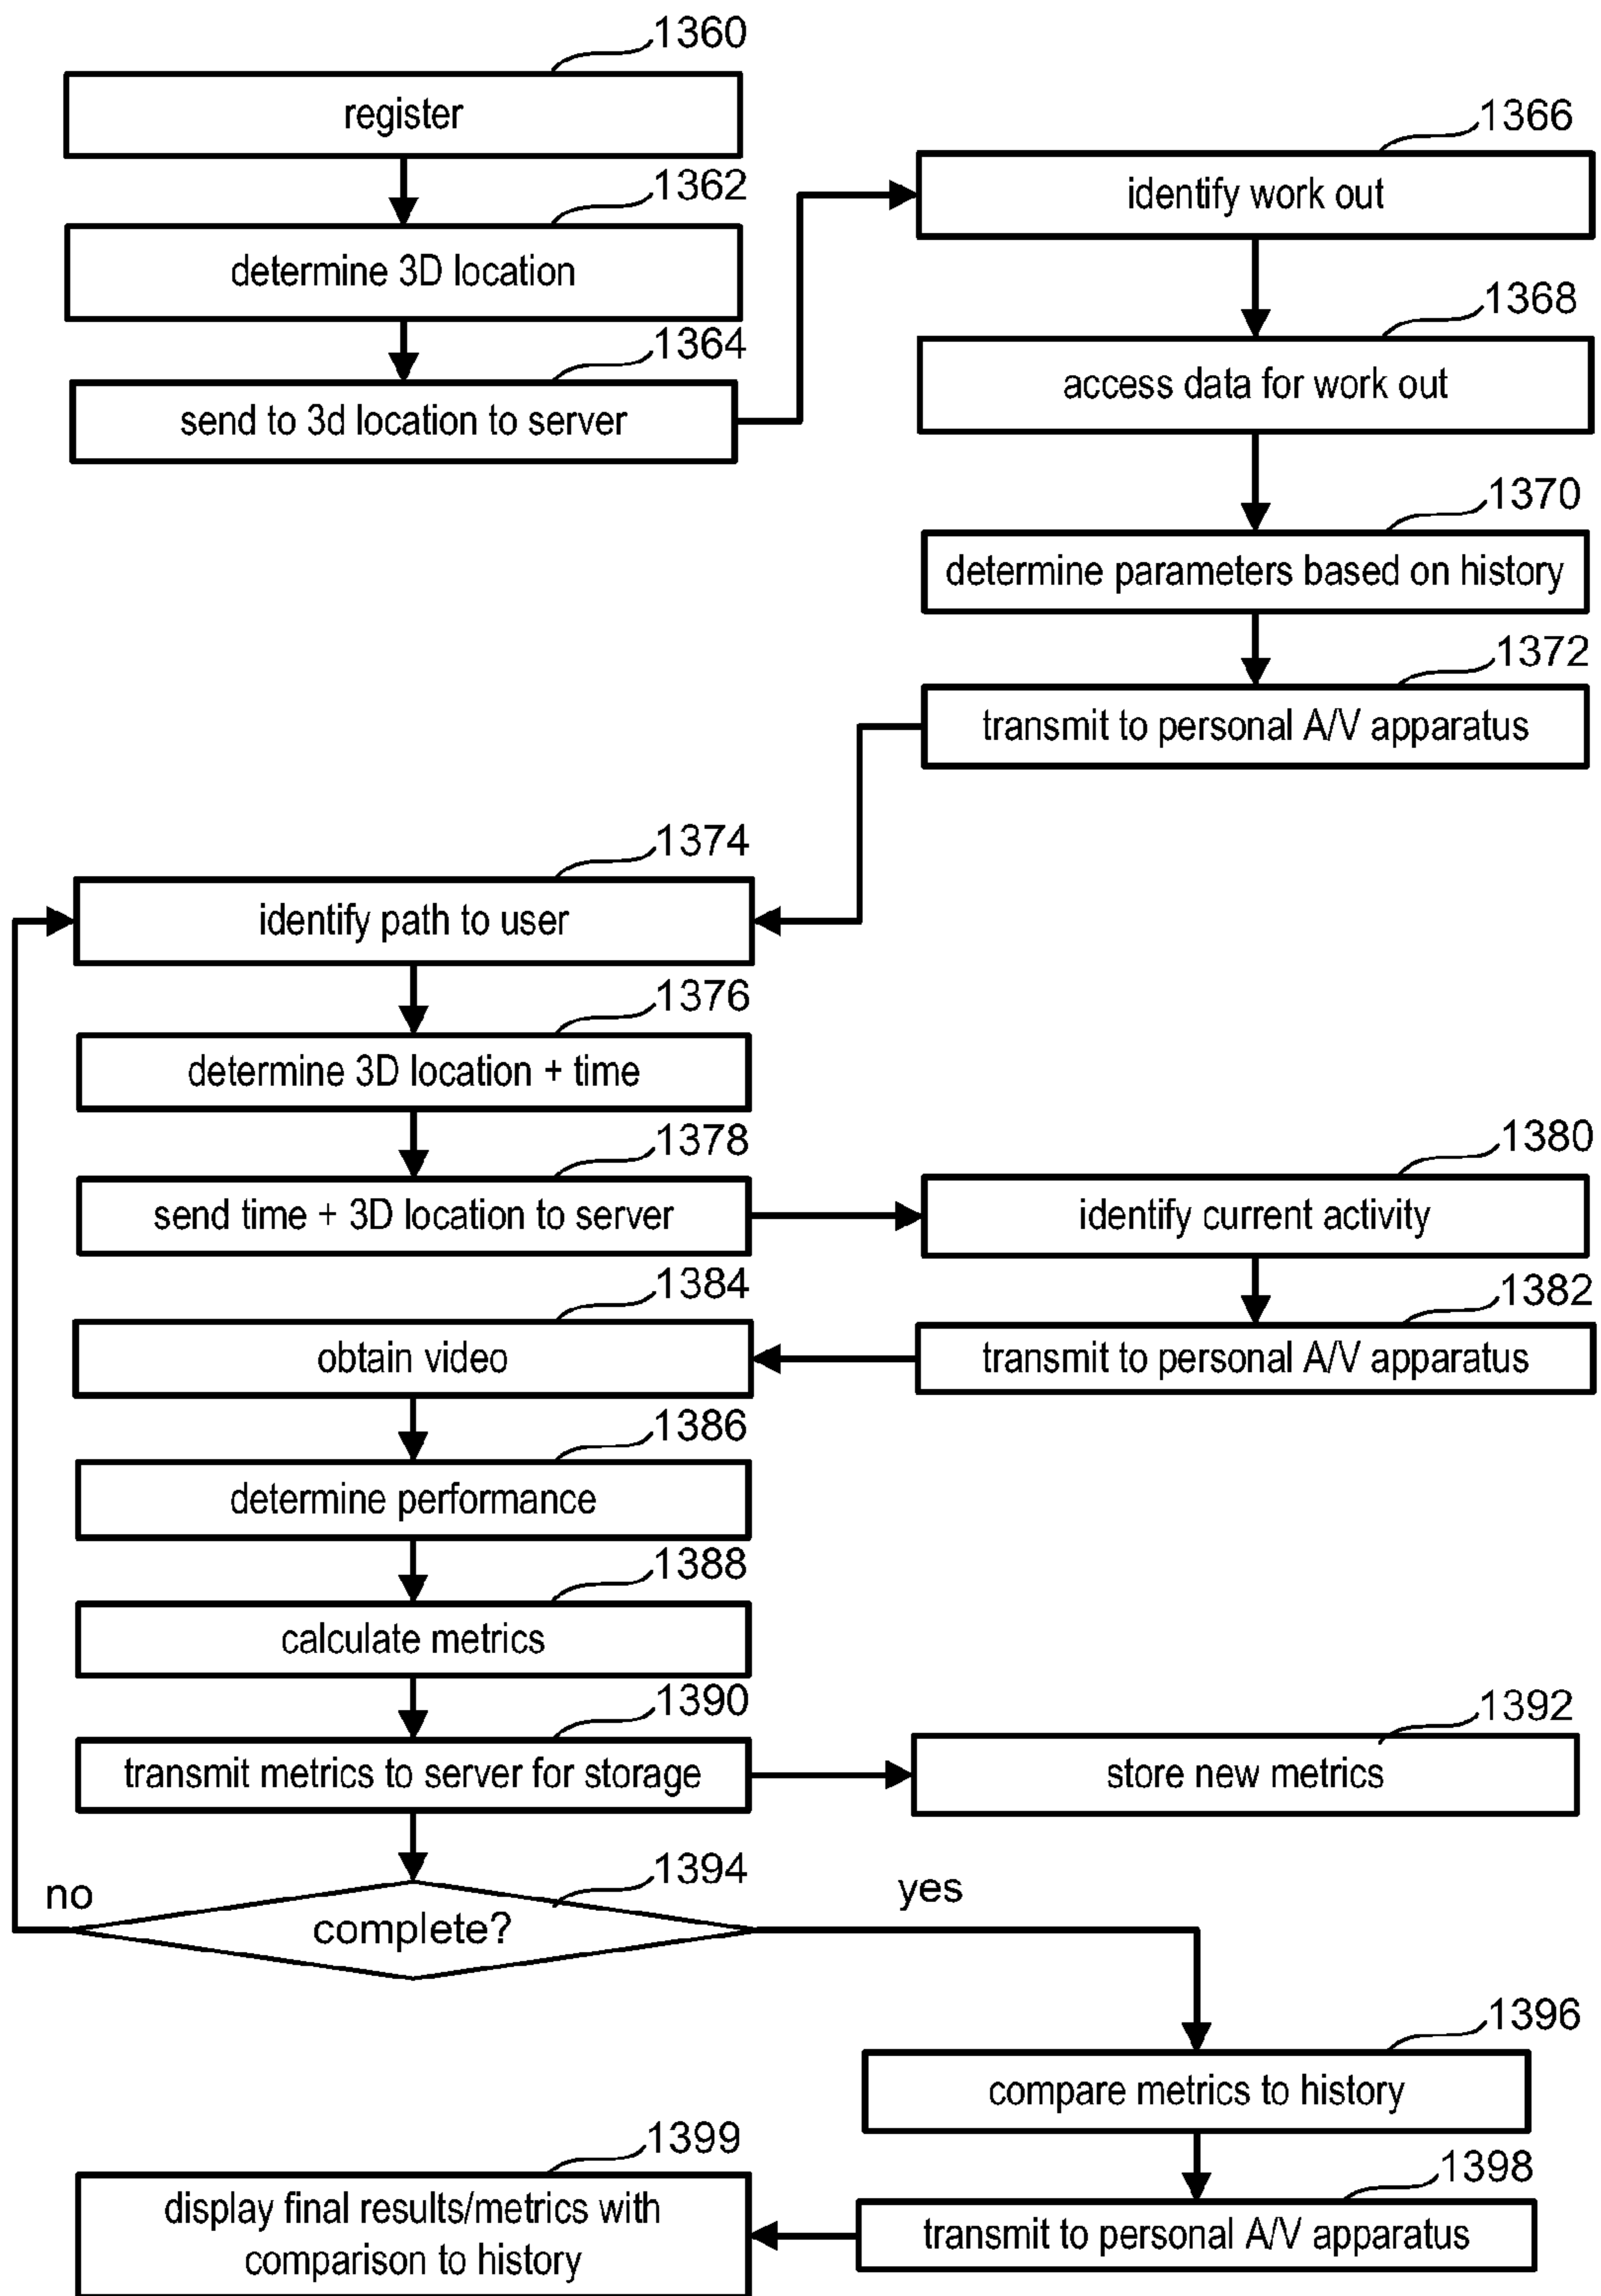 1360
register
1362
determine 3D location
1364
send to 3d location to server
1366
identify work out
1368
access data for work out
1370
determine parameters based on history
1372
transmit to personal A/V apparatus
1374
identify path to user
1376
determine 3D location + time
1378
send time + 3D location to server
1380
identify current activity
1382
transmit to personal A/V apparatus
1384
obtain video
1386
determine performance
1388
calculate metrics
1390
transmit metrics to server for storage
1392
store new metrics
1394
no
complete?
yes
1396
compare metrics to history
1398
transmit to personal A/V apparatus
1399
display final results/metrics with
comparison to history